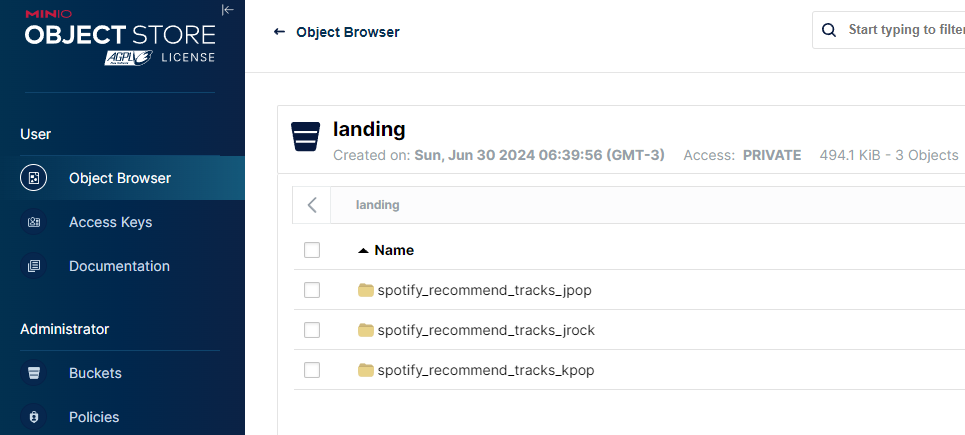 MINIO
OBJECT STORE
AGPLv3 LICENSE
User
Object Browser
Access Keys
Documentation
Administrator
Buckets
Policies
Object Browser
Start typing to filter
landing
Created on: Sun, Jun 30 2024 06:39:56 (GMT-3) Access: PRIVATE 494.1 KiB - 3 Objects
landing
Name
spotify_recommend_tracks_jpop
spotify_recommend_tracks_jrock
spotify_recommend_tracks_kpop